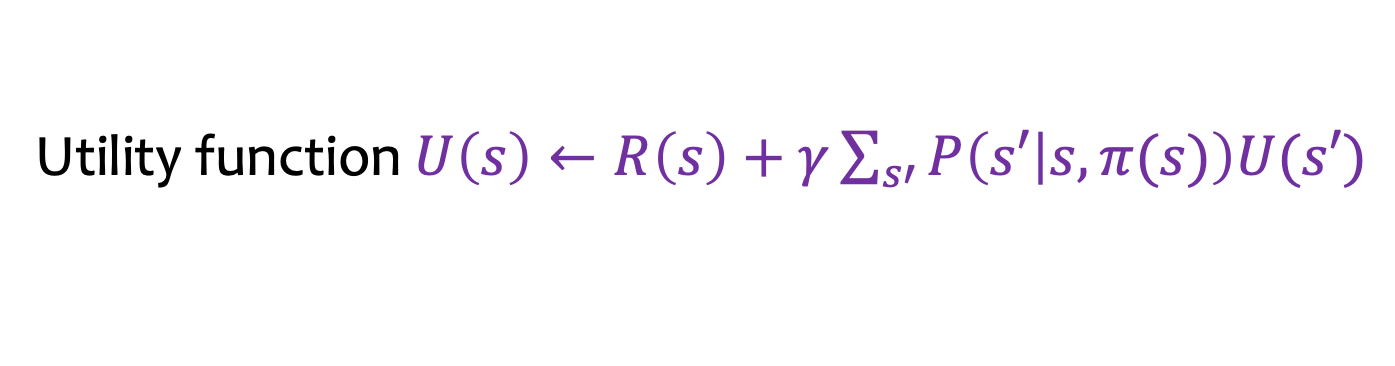 Utility function U(s) ← R(s) + γ ∑ₛ′ P(s′|s, π(s))U(s′)